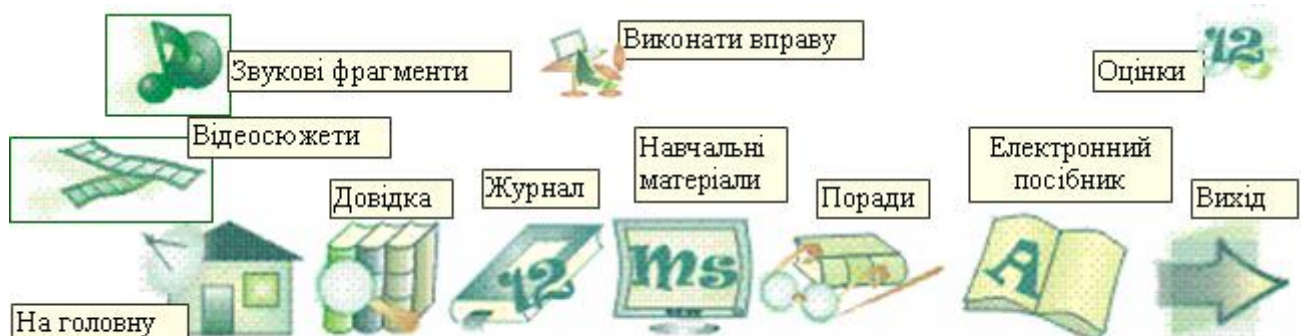 Виконати вправу
Звукові фрагменти
Оцінки
12
Відеосюжети
Навчальні
матеріали
Електронний
посібник
Довідка
Журнал
Поради
Вихід
12
Ms
А
На головну